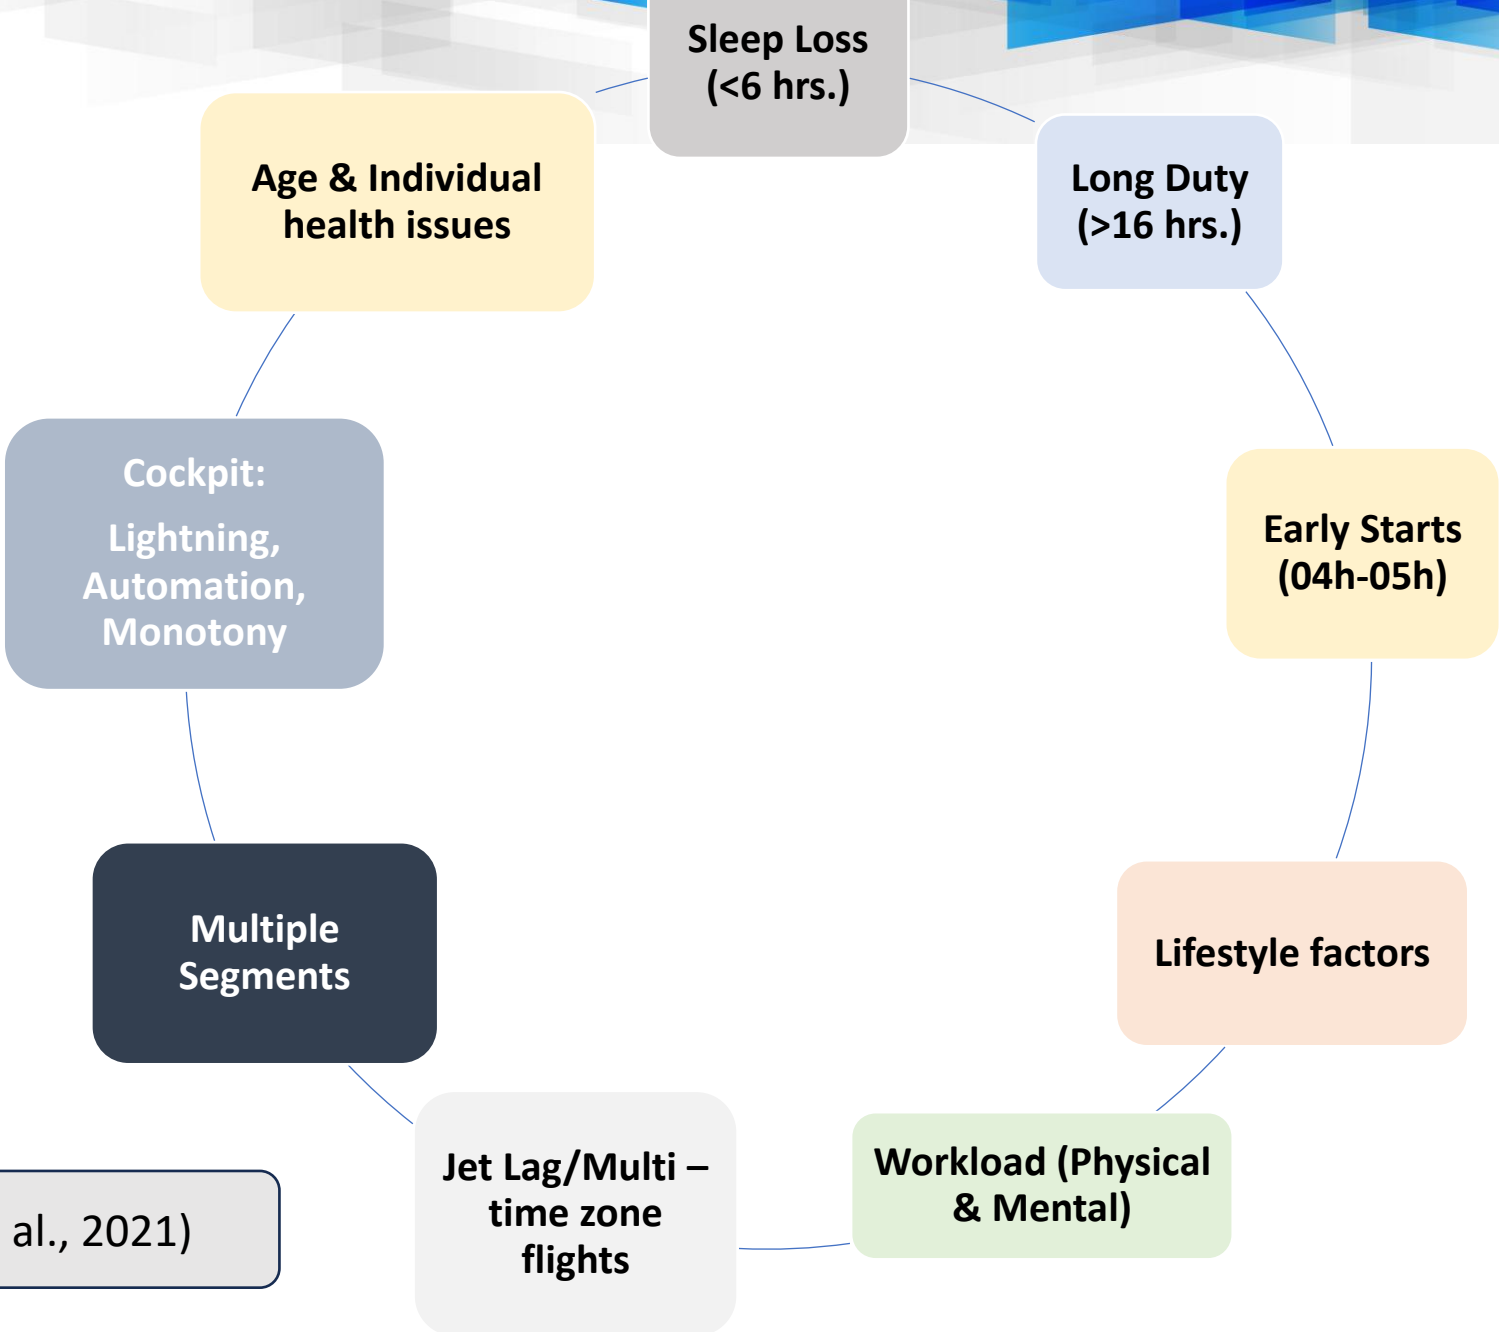 Sleep Loss
(<6 hrs.)
Long Duty
(>16 hrs.)
Early Starts
(04h-05h)
Lifestyle factors
Workload (Physical
& Mental)
Jet Lag/Multi –
time zone
flights
Multiple
Segments
Cockpit:
Lightning,
Automation,
Monotony
Age & Individual
health issues
al., 2021)